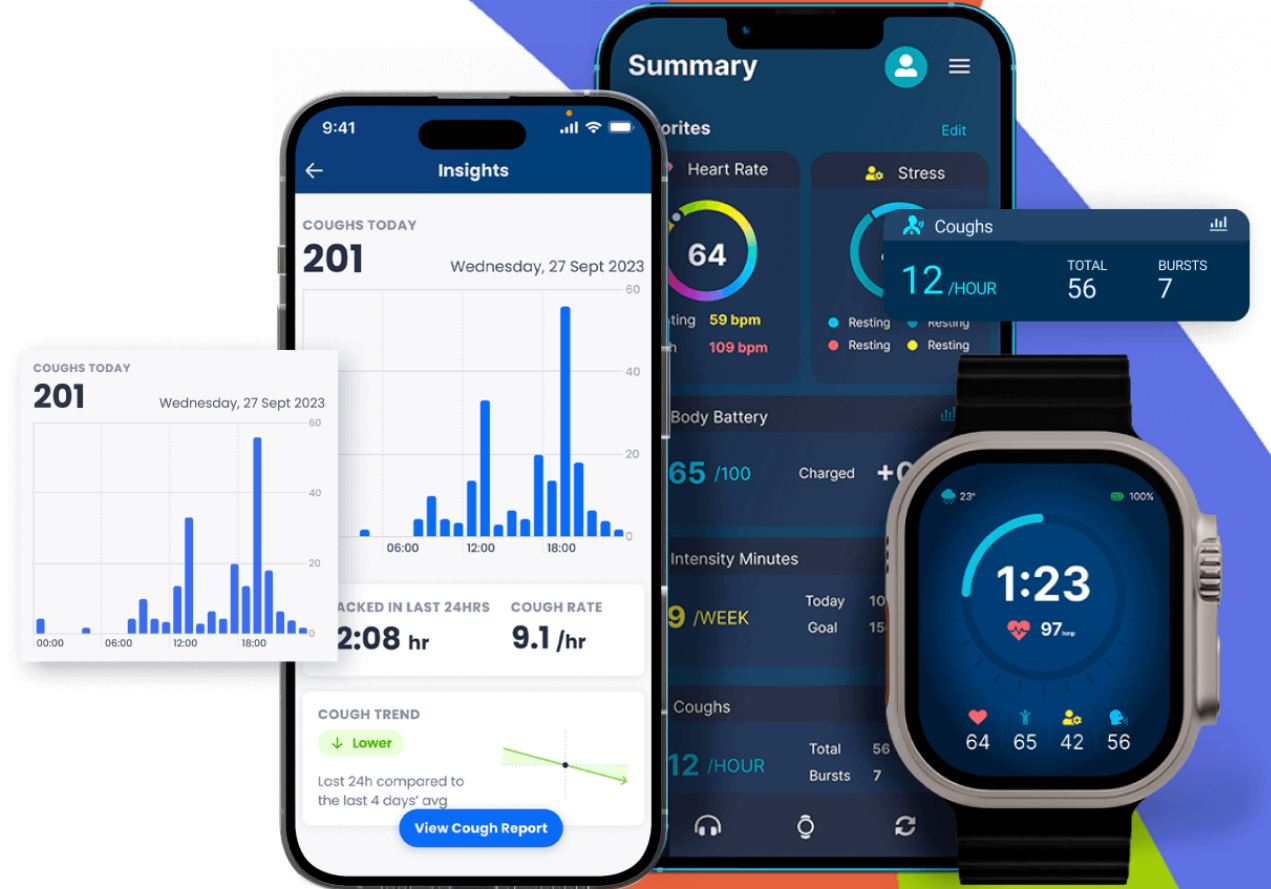 Summary
9:41
Insights
orites
Edit
Heart Rate
Stress
COUGHS TODAY
201
Wednesday, 27 Sept 2023
60
40
20
0
06:00 12:00 18:00
64
ting 59 bpm
h 109 bpm
Resting Resting
Resting Resting
Coughs
12 /HOUR
TOTAL
56
BURSTS
7
COUGHS TODAY
201
Wednesday, 27 Sept 2023
60
40
20
0
00:00 06:00 12:00 18:00
Body Battery
65 /100
Charged
ACKED IN LAST 24HRS
2:08 hr
COUGH RATE
9.1 /hr
Intensity Minutes
9 /WEEK
Today 10
Goal 15
COUGH TREND
Lower
Last 24h compared to
the last 4 days' avg
View Cough Report
Coughs
12 /HOUR
Total 56
Bursts 7
23°
100%
1:23
97
64 65 42 56